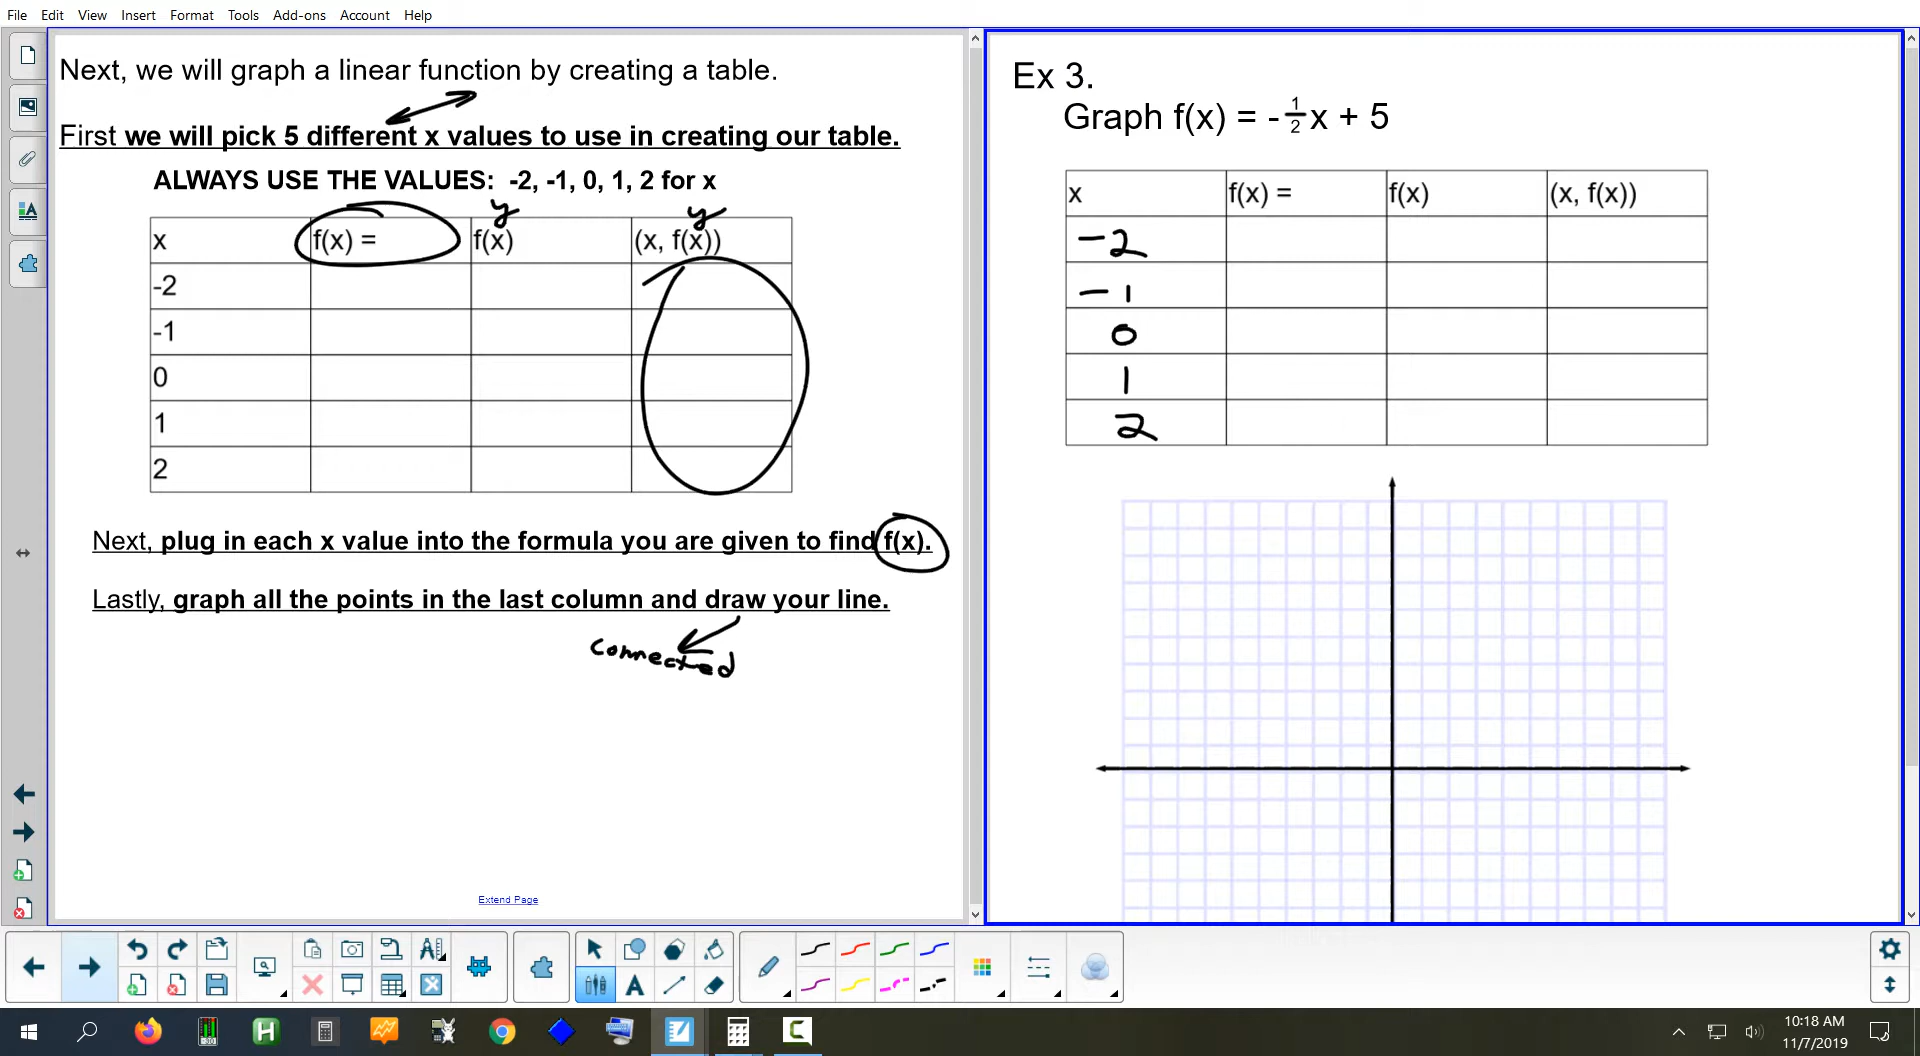 File Edit View Insert Format Tools Add-ons Account Help
Next, we will graph a linear function by creating a table.
First we will pick 5 different x values to use in creating our table.
ALWAYS USE THE VALUES: -2, -1, 0, 1, 2 for x
y y
x f(x) = f(x) (x, f(x))
-2
-1
0
1
2
Next, plug in each x value into the formula you are given to find f(x).
Lastly, graph all the points in the last column and draw your line.
connected
Extend Page
Ex 3.
Graph f(x) = -½x + 5
x f(x) = f(x) (x, f(x))
-2
-1
0
1
2
10:18 AM
11/7/2019